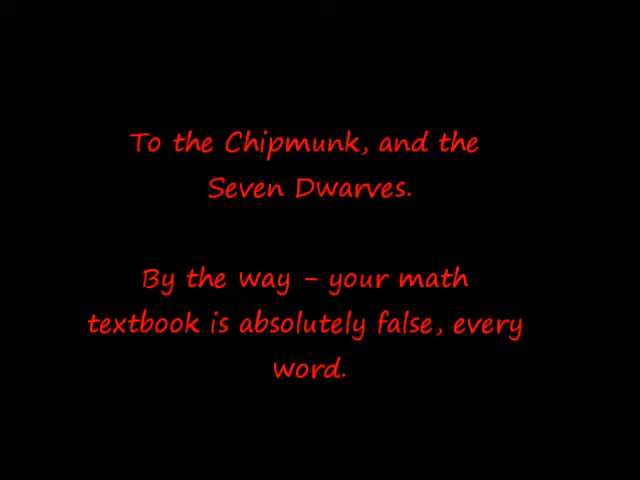 To the Chipmunk, and the
Seven Dwarves.
By the way - your math
textbook is absolutely false, every
word.